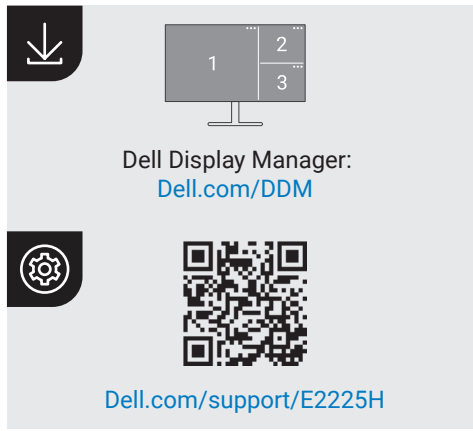 1
2
3
Dell Display Manager:
Dell.com/DDM
Dell.com/support/E2225H